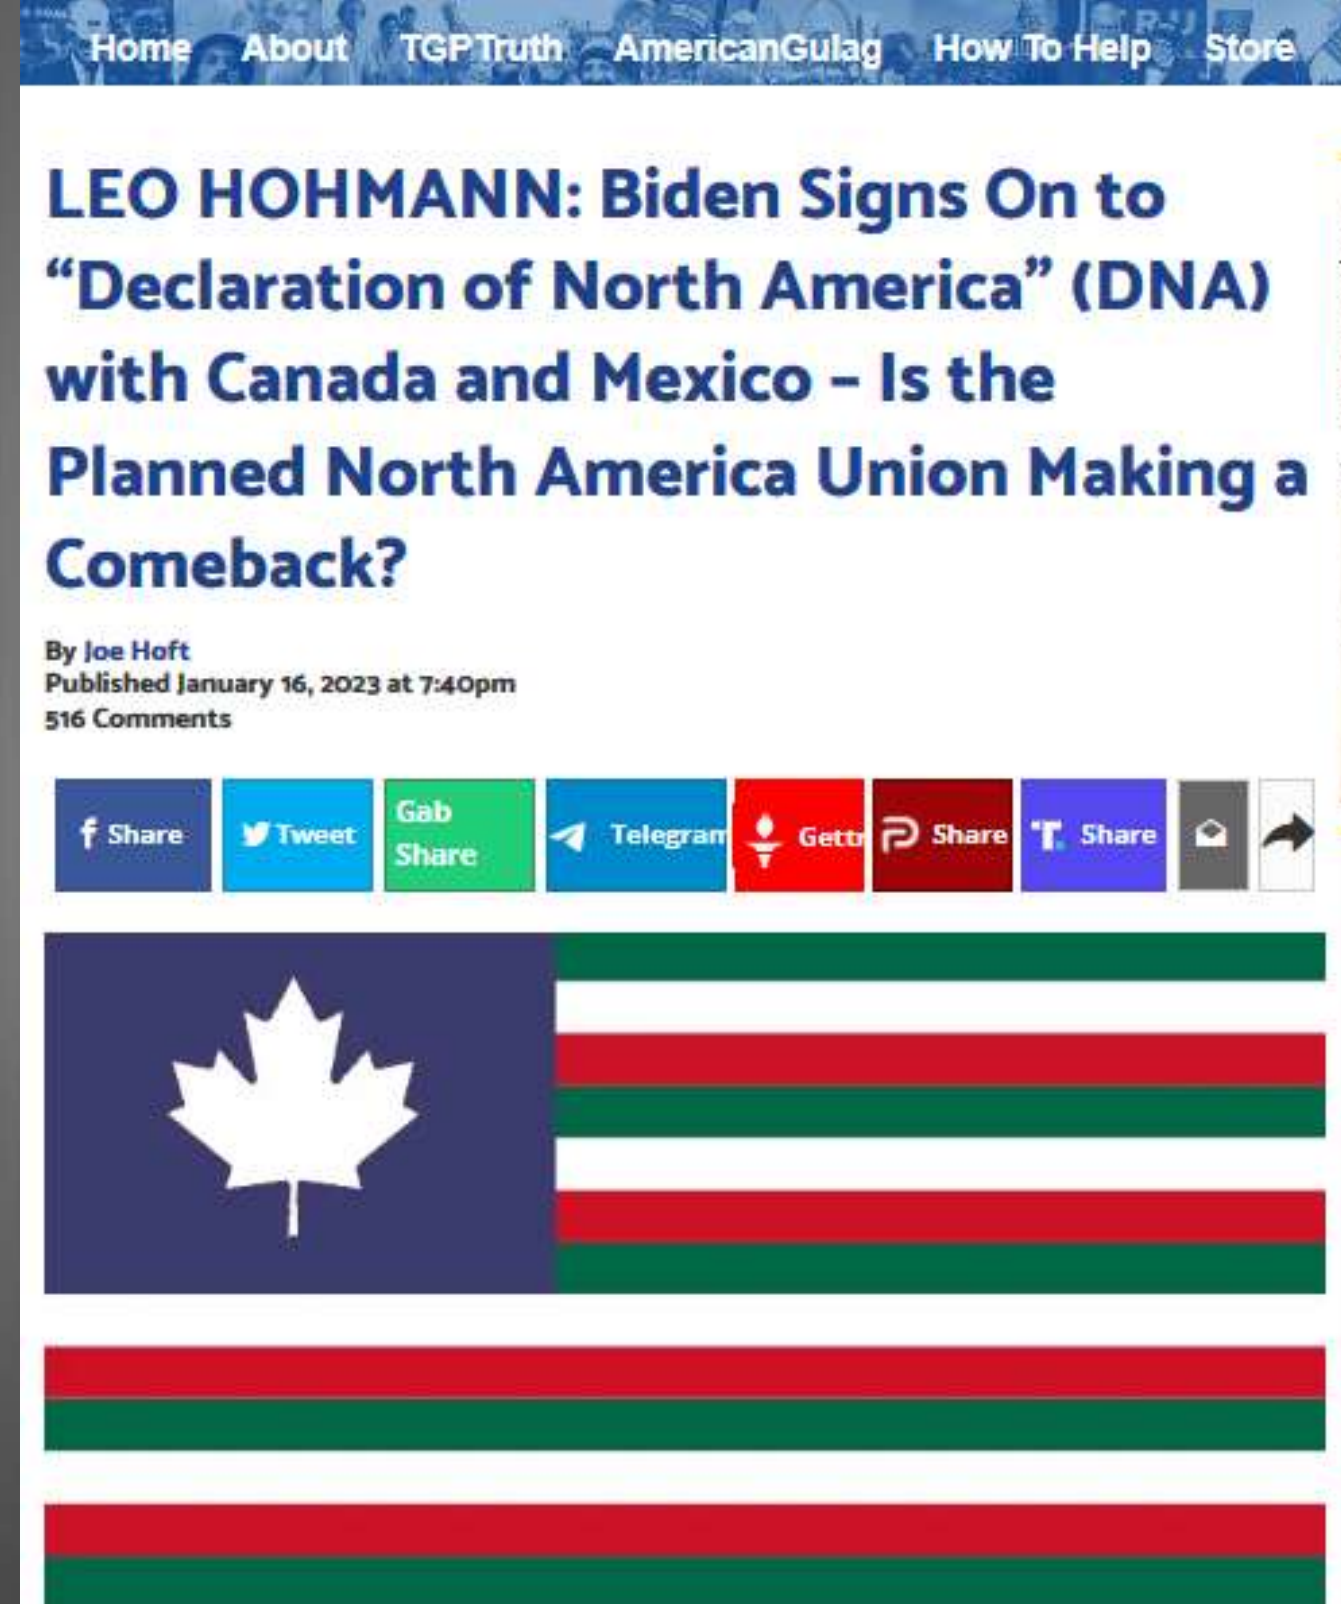 Home About TGPTruth AmericanGulag How To Help Store
LEO HOHMANN: Biden Signs On to
“Declaration of North America” (DNA)
with Canada and Mexico – Is the
Planned North America Union Making a
Comeback?
By Joe Hoft
Published January 16, 2023 at 7:40pm
516 Comments
Share Tweet Gab Share Telegram Gettr Share Share